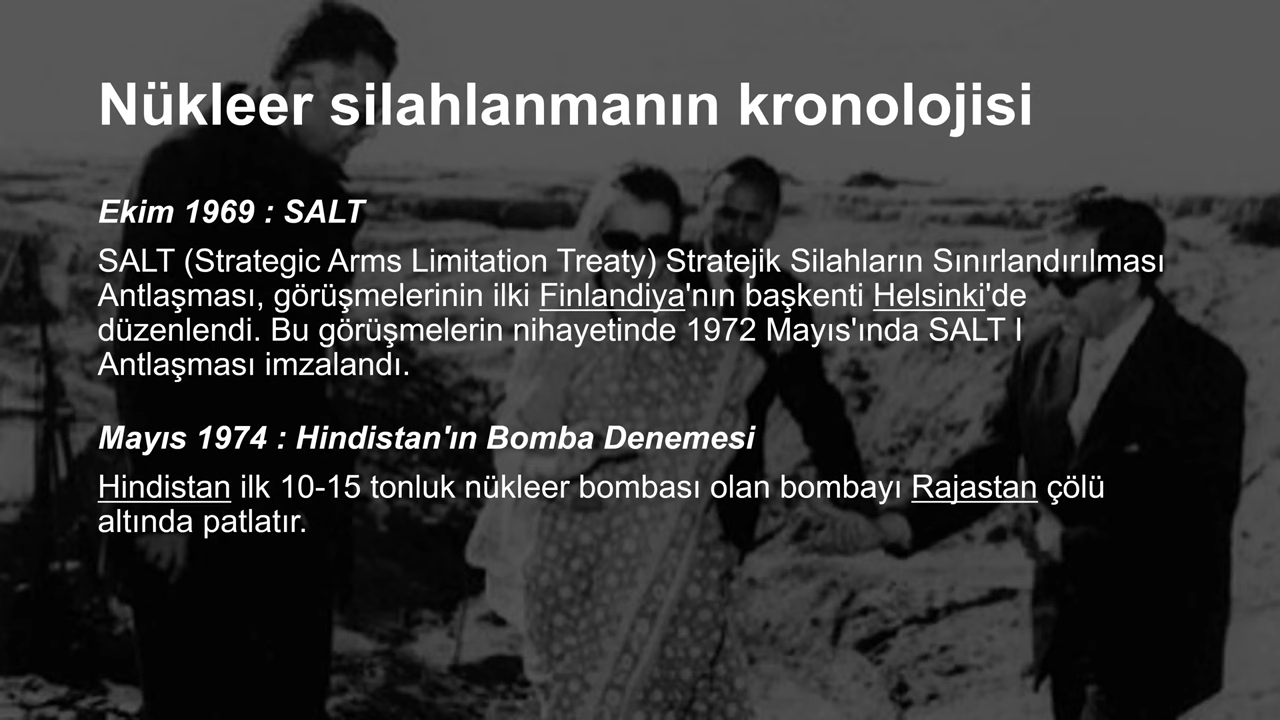 Nükleer silahlanmanın kronolojisi
Ekim 1969 : SALT
SALT (Strategic Arms Limitation Treaty) Stratejik Silahların Sınırlandırılması
Antlaşması, görüşmelerinin ilki Finlandiya'nın başkenti Helsinki'de
düzenlendi. Bu görüşmelerin nihayetinde 1972 Mayıs'ında SALT I
Antlaşması imzalandı.
Mayıs 1974 : Hindistan'ın Bomba Denemesi
Hindistan ilk 10-15 tonluk nükleer bombası olan bombayı Rajastan çölü
altında patlatır.